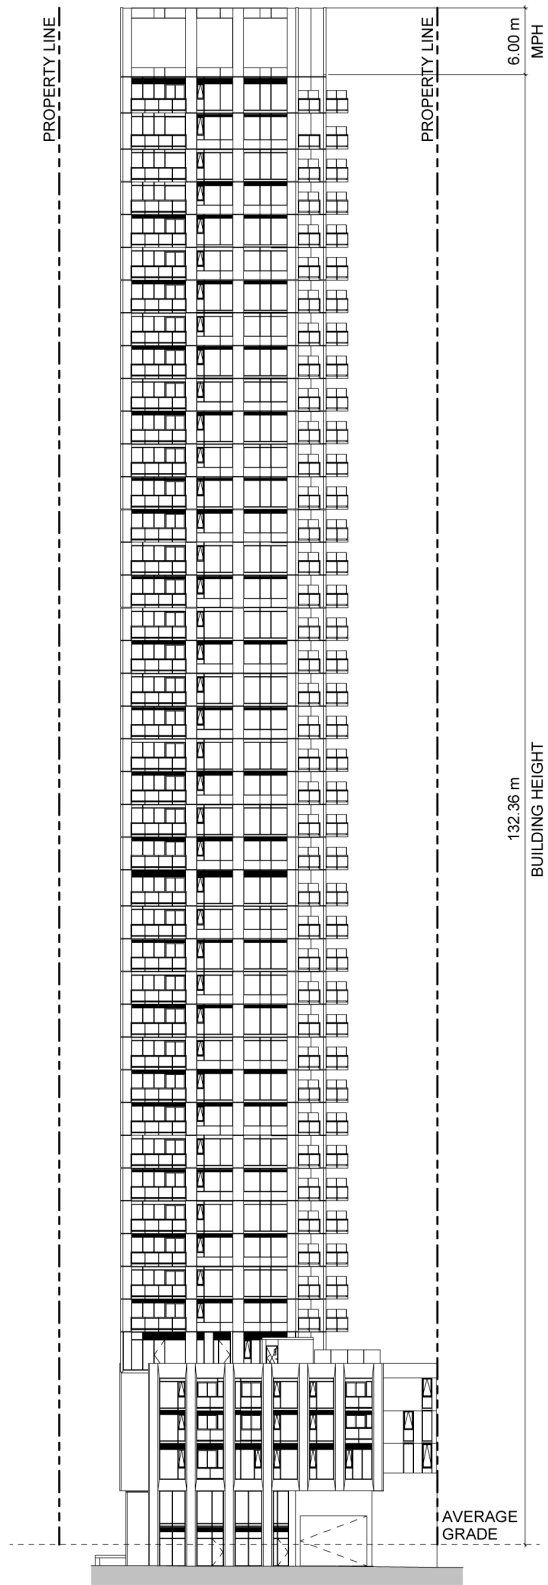 PROPERTY LINE
PROPERTY LINE
6.00 m
MPH
132.36 m
BUILDING HEIGHT
AVERAGE
GRADE